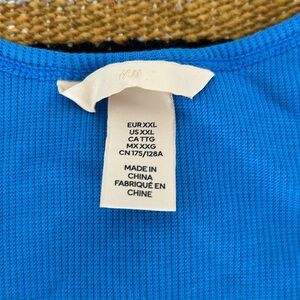 EUR XXL
US XXL
CA TTG
MX XXG
CN 175/128A
MADE IN
CHINA
FABRIQUÉ EN
CHINE